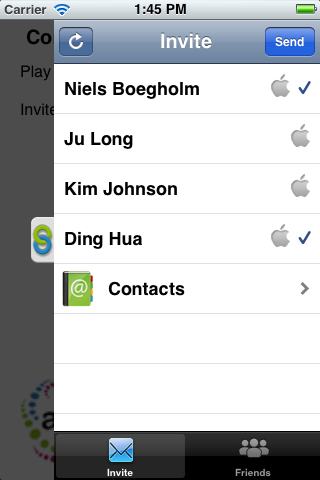 Carrier 1:45 PM
Co
Invite
Send
Play
Niels Boegholm
Invite
Ju Long
Kim Johnson
Ding Hua
@ Contacts
a
Invite
Friends